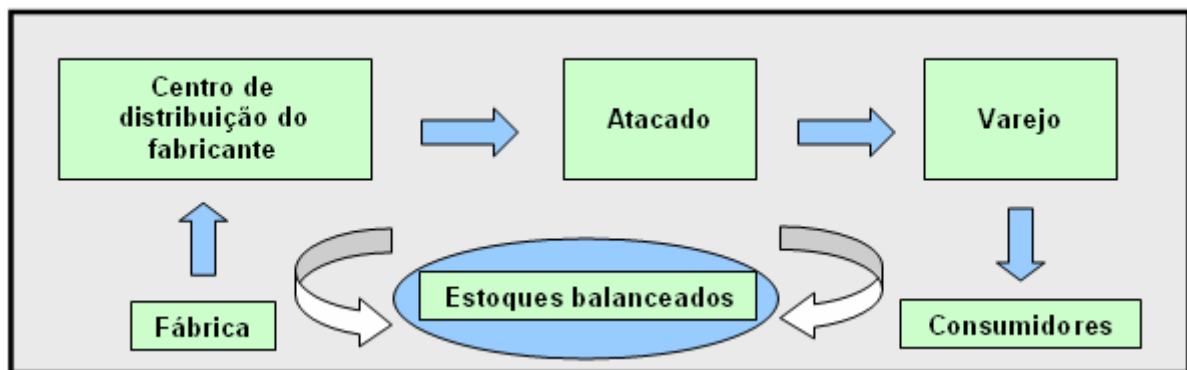 Centro de
distribuição do
fabricante
Atacado
Varejo
Fábrica
Estoques balanceados
Consumidores